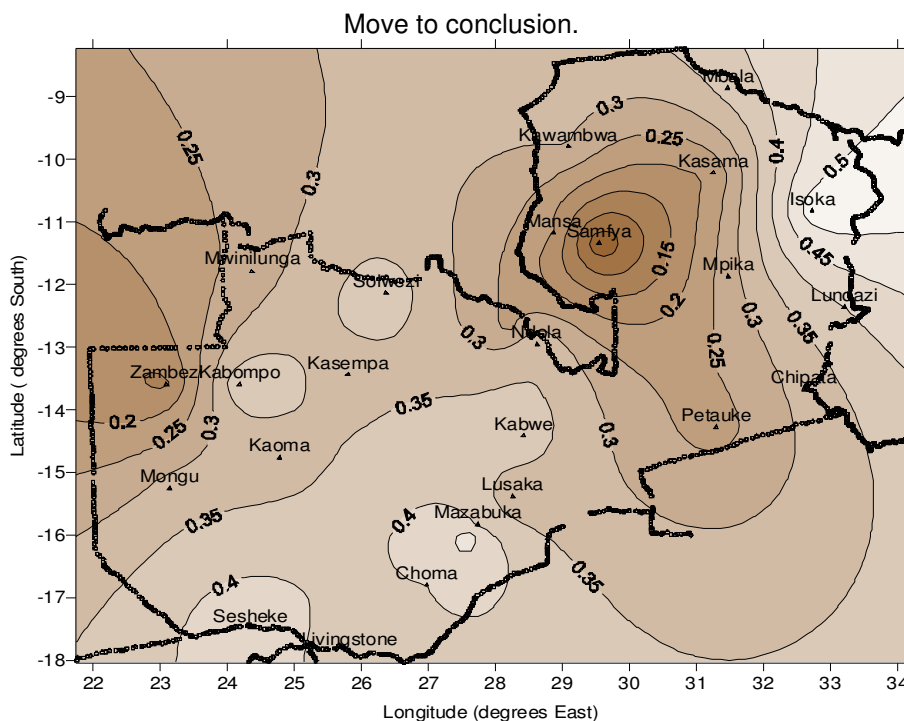 Move to conclusion.
-9
-10
-11
-12
-13
-14
-15
-16
-17
-18
22
23
24
25
26
27
28
29
30
31
32
33
34
Latitude ( degrees South)
Longitude (degrees East)
Mbala
Kawambwa
Kasama
Isoka
Mansa
Samfya
Mwinilunga
Solwezi
Mpika
Lundazi
Ndola
Zambezi
Kabompo
Kasempa
Chipata
Petauke
Kabwe
Kaoma
Mongu
Lusaka
Mazabuka
Choma
Sesheke
Livingstone
0.25
0.3
0.3
0.25
0.4
0.5
0.15
0.45
0.2
0.3
0.35
0.3
0.25
0.2
0.25
0.3
0.35
0.3
0.35
0.4
0.35
0.4